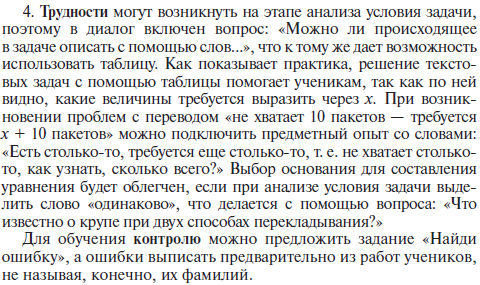 4. Трудности могут возникнуть на этапе анализа условия задачи,
поэтому в диалог включен вопрос: «Можно ли происходящее
в задаче описать с помощью слов...», что к тому же дает возможность
использовать таблицу. Как показывает практика, решение тексто-
вых задач с помощью таблицы помогает ученикам, так как по ней
видно, какие величины требуется выразить через x. При возник-
новении проблем с переводом «не хватает 10 пакетов — требуется
x + 10 пакетов» можно подключить предметный опыт со словами:
«Есть столько-то, требуется еще столько-то, т. е. не хватает столько-
то, как узнать, сколько всего?» Выбор основания для составления
уравнения будет облегчен, если при анализе условия задачи выде-
лить слово «одинаково», что делается с помощью вопроса: «Что
известно о крупе при двух способах перекладывания?»
Для обучения контролю можно предложить задание «Найди
ошибку», а ошибки выписать предварительно из работ учеников,
не называя, конечно, их фамилий.